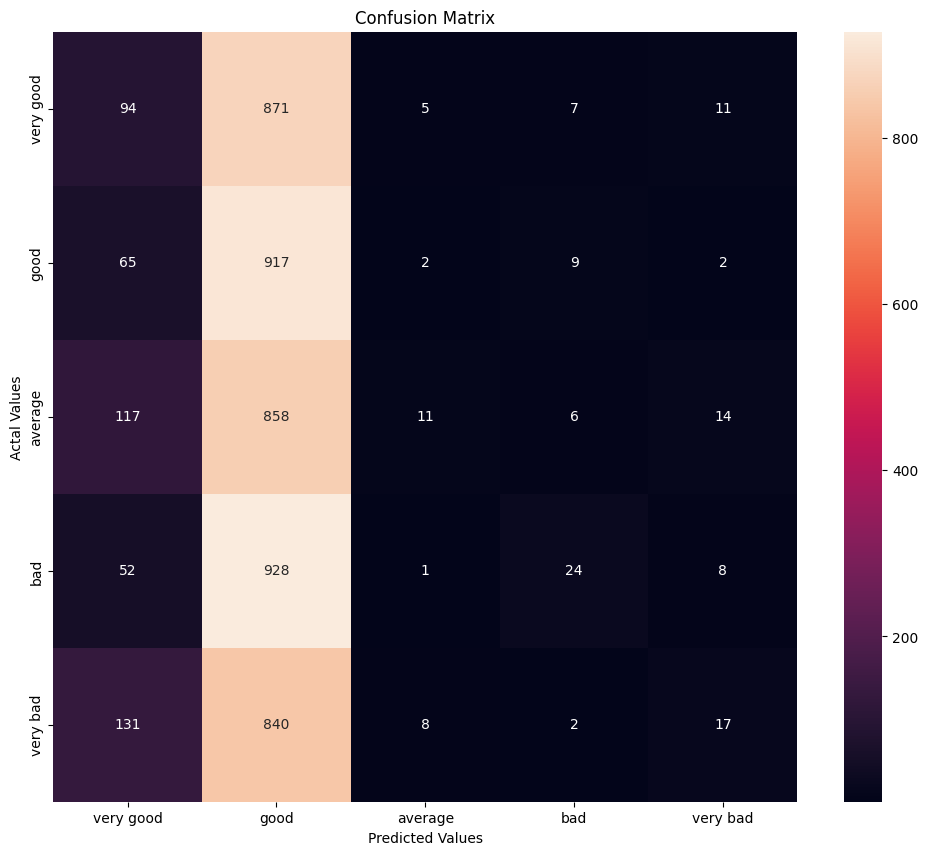 Confusion Matrix
Actal Values
very good
94 871 5 7 11
good
65 917 2 9 2
average
117 858 11 6 14
bad
52 928 1 24 8
very bad
131 840 8 2 17
very good good average bad very bad
Predicted Values
800
600
400
200